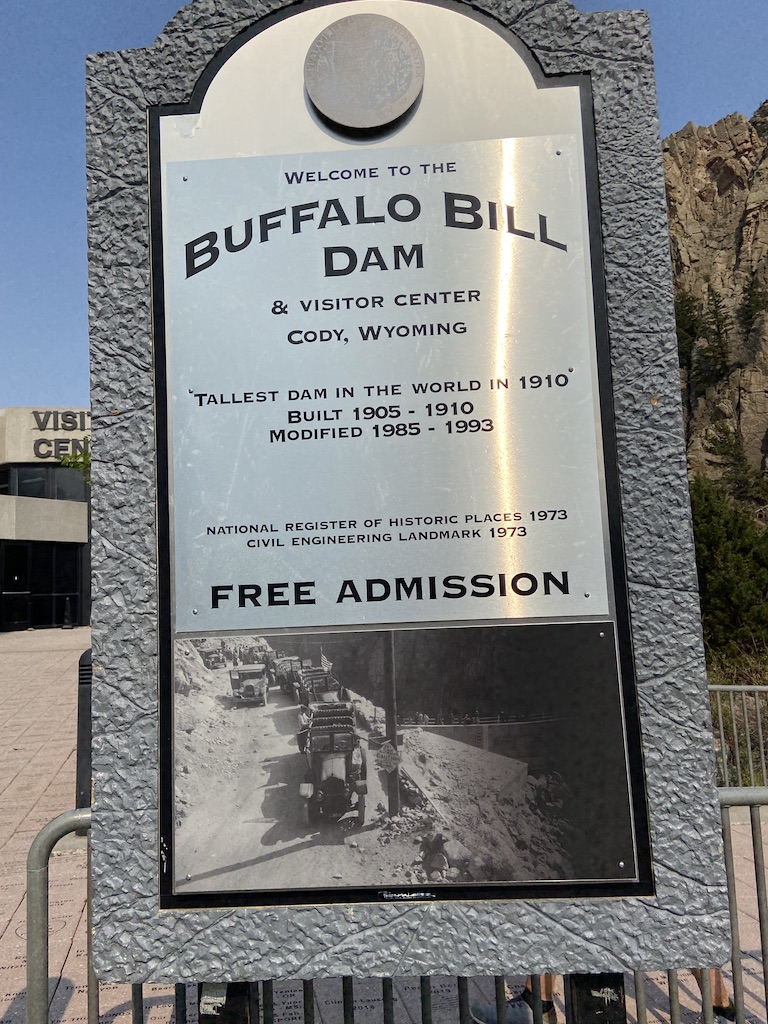 WELCOME TO THE
BUFFALO BILL
DAM
& VISITOR CENTER
CODY, WYOMING
"TALLEST DAM IN THE WORLD IN 1910"
BUILT 1905 - 1910
MODIFIED 1985 - 1993
NATIONAL REGISTER OF HISTORIC PLACES 1973
CIVIL ENGINEERING LANDMARK 1973
FREE ADMISSION
VISI
CEN